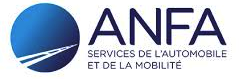 ANFA
SERVICES DE L'AUTOMOBILE
ET DE LA MOBILITÉ